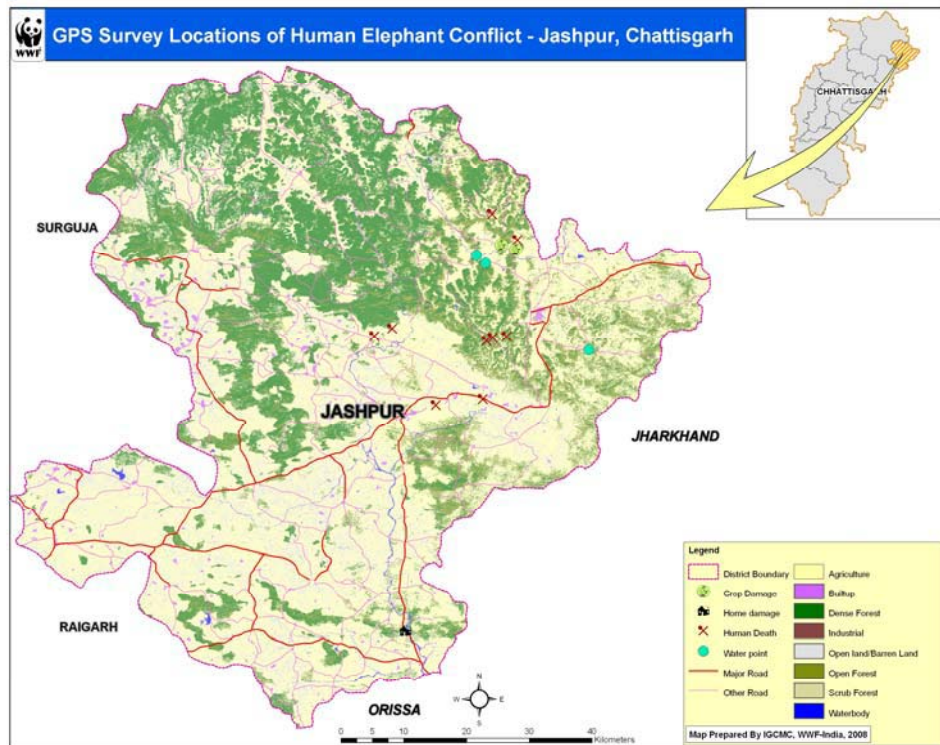 WWF
GPS Survey Locations of Human Elephant Conflict - Jashpur, Chattisgarh
CHHATTISGARH
SURGUJA
JASHPUR
JHARKHAND
RAIGARH
ORISSA
N
W E
S
0 5 10 20 30 40
Kilometers
Legend
District Boundary
Crop Damage
Home damage
Human Death
Water point
Major Road
Other Road
Agriculture
Builtup
Dense Forest
Industrial
Open land/Barren Land
Open Forest
Scrub Forest
Waterbody
Map Prepared By IGCMC, WWF-India, 2008